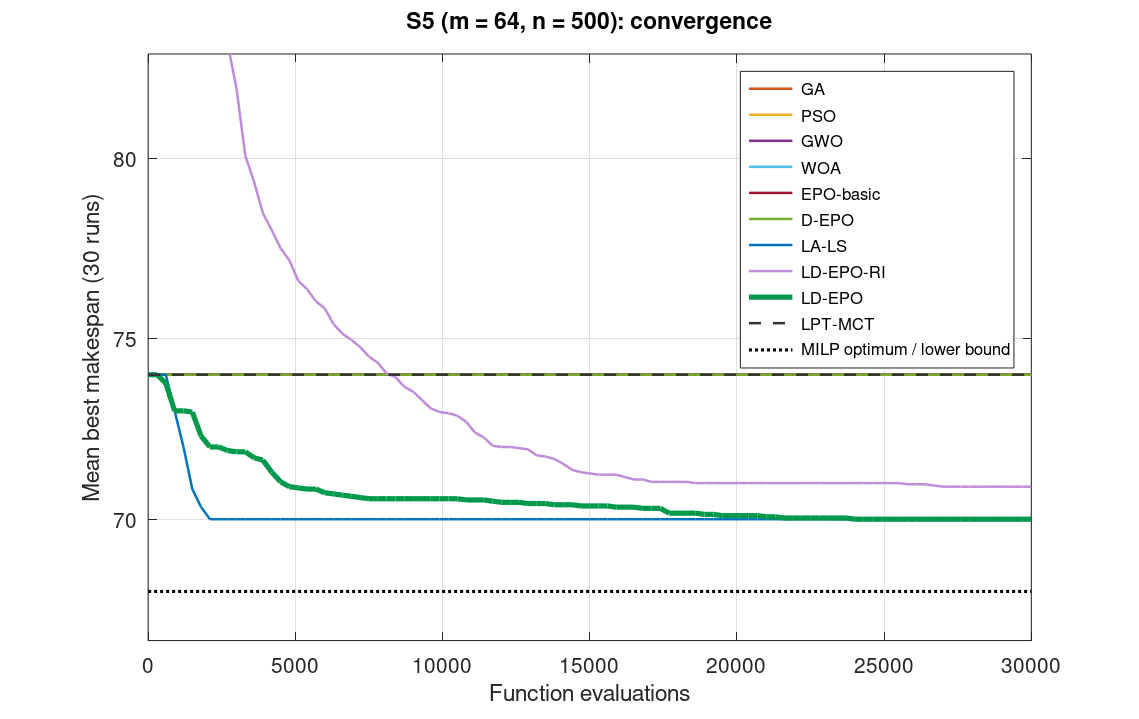 S5 (m = 64, n = 500): convergence
GA
PSO
GWO
WOA
EPO-basic
D-EPO
LA-LS
LD-EPO-RI
LD-EPO
LPT-MCT
MILP optimum / lower bound
Mean best makespan (30 runs)
80
75
70
0 5000 10000 15000 20000 25000 30000
Function evaluations